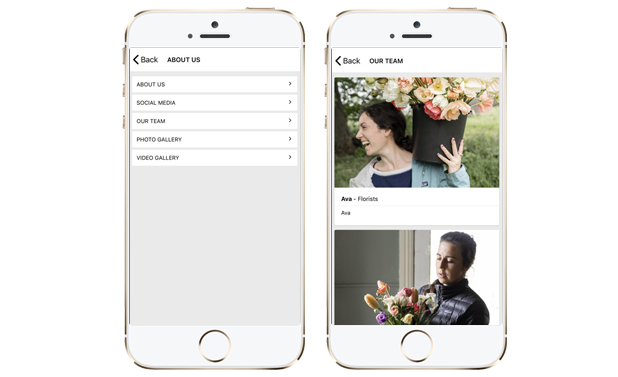 Back
ABOUT US
ABOUT US
SOCIAL MEDIA
OUR TEAM
PHOTO GALLERY
VIDEO GALLERY
Back
OUR TEAM
Ava - Florists
Ava